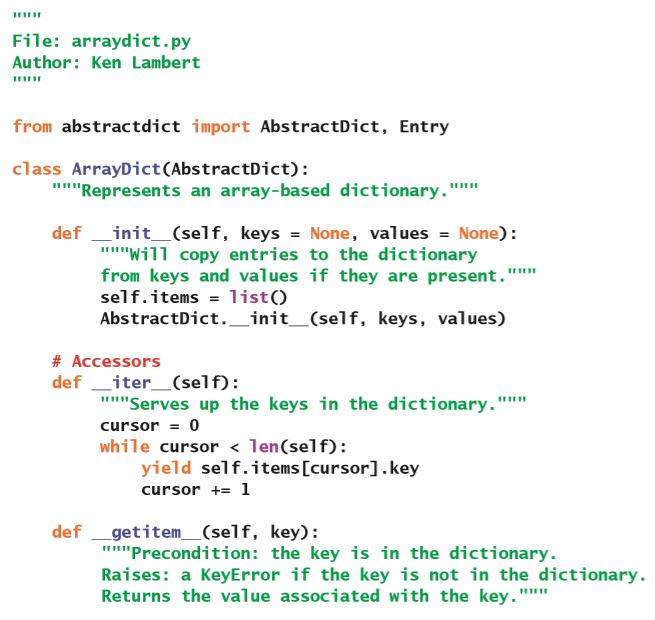 """
File: arraydict.py
Author: Ken Lambert
"""

from abstractdict import AbstractDict, Entry

class ArrayDict(AbstractDict):
    """Represents an array-based dictionary."""

    def __init__(self, keys = None, values = None):
        """Will copy entries to the dictionary
        from keys and values if they are present."""
        self.items = list()
        AbstractDict.__init__(self, keys, values)

    # Accessors
    def __iter__(self):
        """Serves up the keys in the dictionary."""
        cursor = 0
        while cursor < len(self):
            yield self.items[cursor].key
            cursor += 1

    def __getitem__(self, key):
        """Precondition: the key is in the dictionary.
        Raises: a KeyError if the key is not in the dictionary.
        Returns the value associated with the key."""